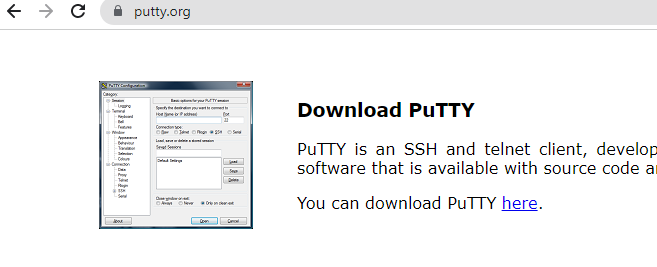 putty.org
PuTTY Configuration
Category:
Session
Logging
Terminal
Keyboard
Bell
Features
Window
Appearance
Behaviour
Translation
Selection
Colours
Connection
Data
Proxy
Telnet
Rlogin
SSH
Serial
Basic options for your PuTTY session
Specify the destination you want to connect to
Host Name (or IP address) Port
22
Connection type:
Raw Telnet Rlogin SSH Serial
Load, save or delete a stored session
Saved Sessions
Default Settings
Load
Save
Delete
Close window on exit:
Always Never Only on clean exit
About Open Cancel
Download PuTTY
PuTTY is an SSH and telnet client, develop
software that is available with source code a
You can download PuTTY here.